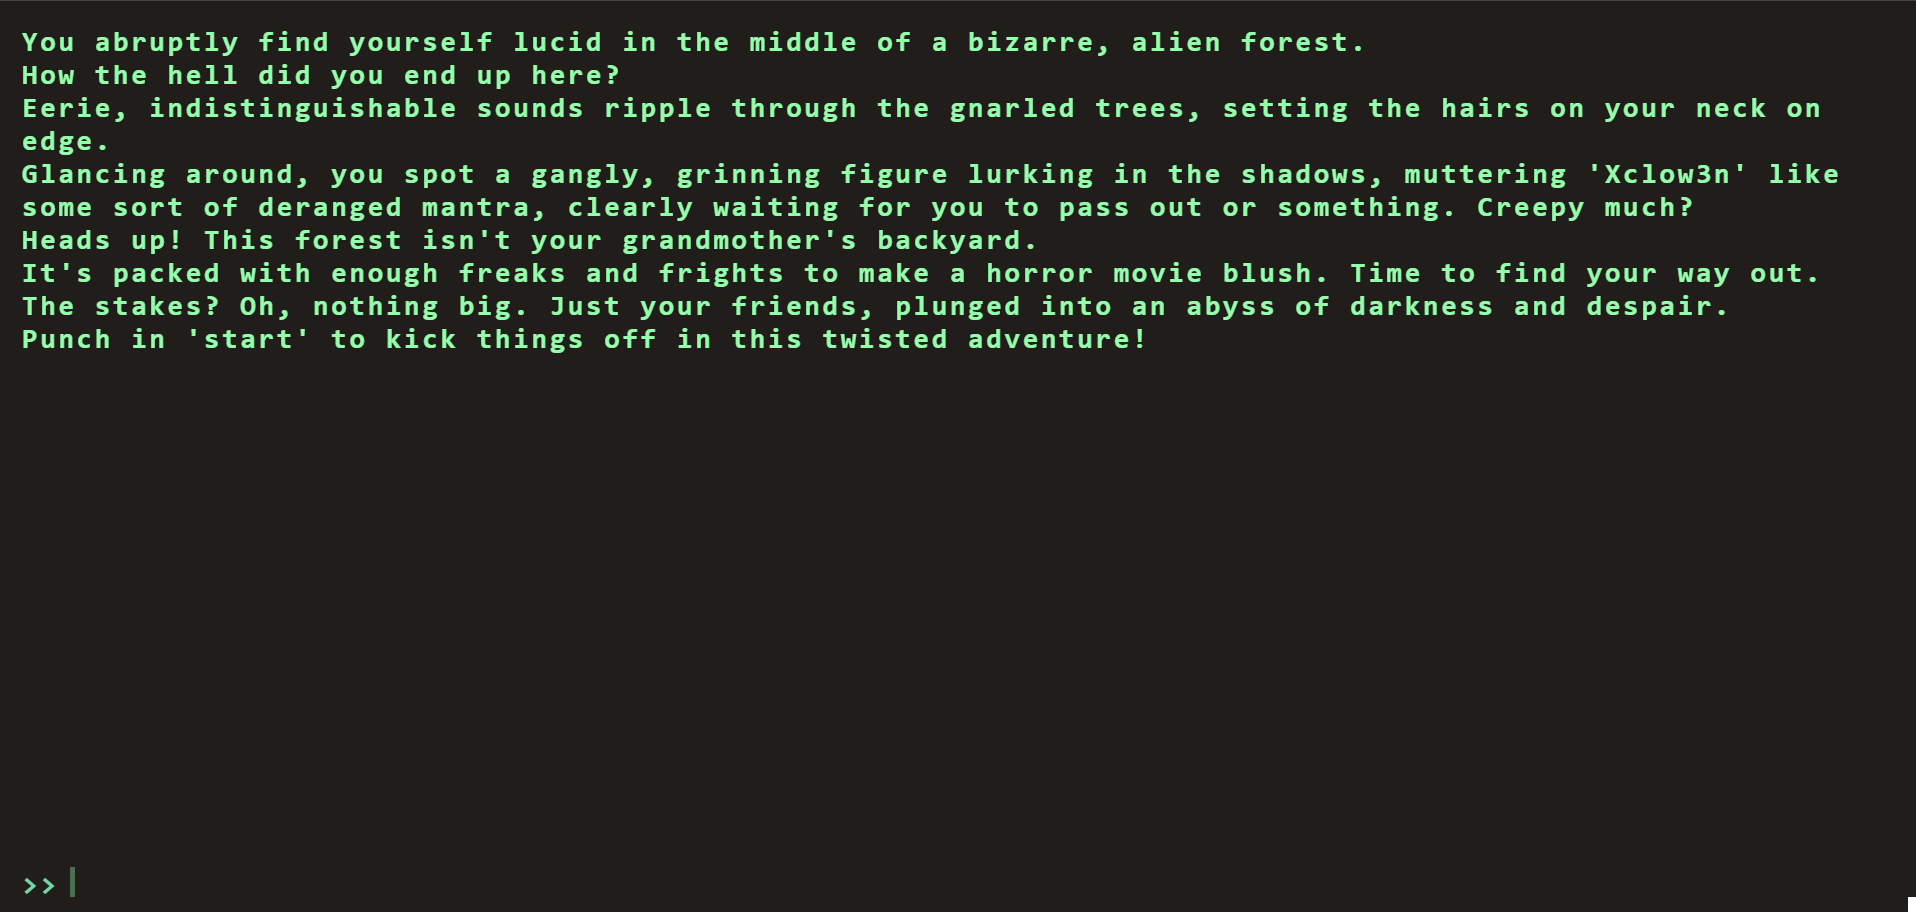 You abruptly find yourself lucid in the middle of a bizarre, alien forest.
How the hell did you end up here?
Eerie, indistinguishable sounds ripple through the gnarled trees, setting the hairs on your neck on
edge.
Glancing around, you spot a gangly, grinning figure lurking in the shadows, muttering 'Xclow3n' like
some sort of deranged mantra, clearly waiting for you to pass out or something. Creepy much?
Heads up! This forest isn't your grandmother's backyard.
It's packed with enough freaks and frights to make a horror movie blush. Time to find your way out.
The stakes? Oh, nothing big. Just your friends, plunged into an abyss of darkness and despair.
Punch in 'start' to kick things off in this twisted adventure!
>>